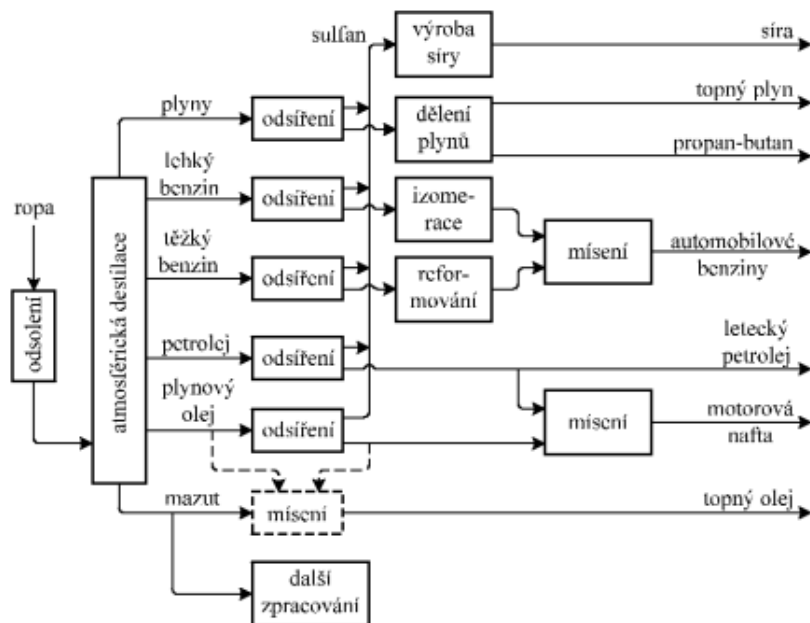 sulfan
výroba
síry
síra
plyny
odsíření
dělení
plynů
topný plyn
propan-butan
lehký
benzin
odsíření
izome-
race
ropa
těžký
benzin
odsíření
refor-
mování
mísení
automobilové
benziny
odsolení
atmosférická destilace
petrolej
odsíření
letecký
petrolej
plynový
olej
odsíření
mísení
motorová
nafta
mazut
mísení
topný olej
další
zpracování